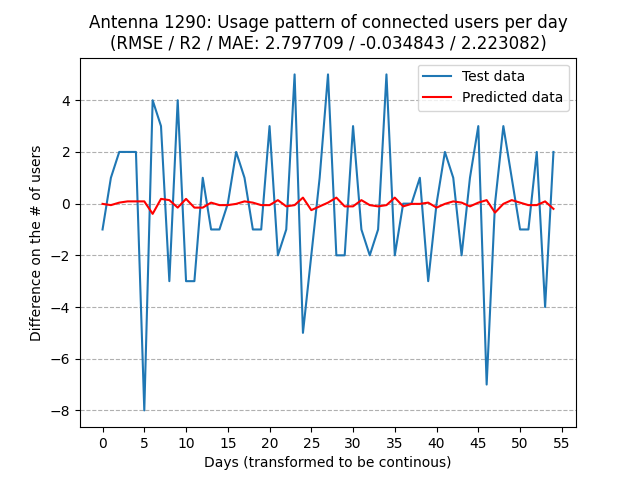 Antenna 1290: Usage pattern of connected users per day
(RMSE / R2 / MAE: 2.797709 / -0.034843 / 2.223082)
Test data
Predicted data
Difference on the # of users
4
2
0
−2
−4
−6
−8
0 5 10 15 20 25 30 35 40 45 50 55
Days (transformed to be continous)